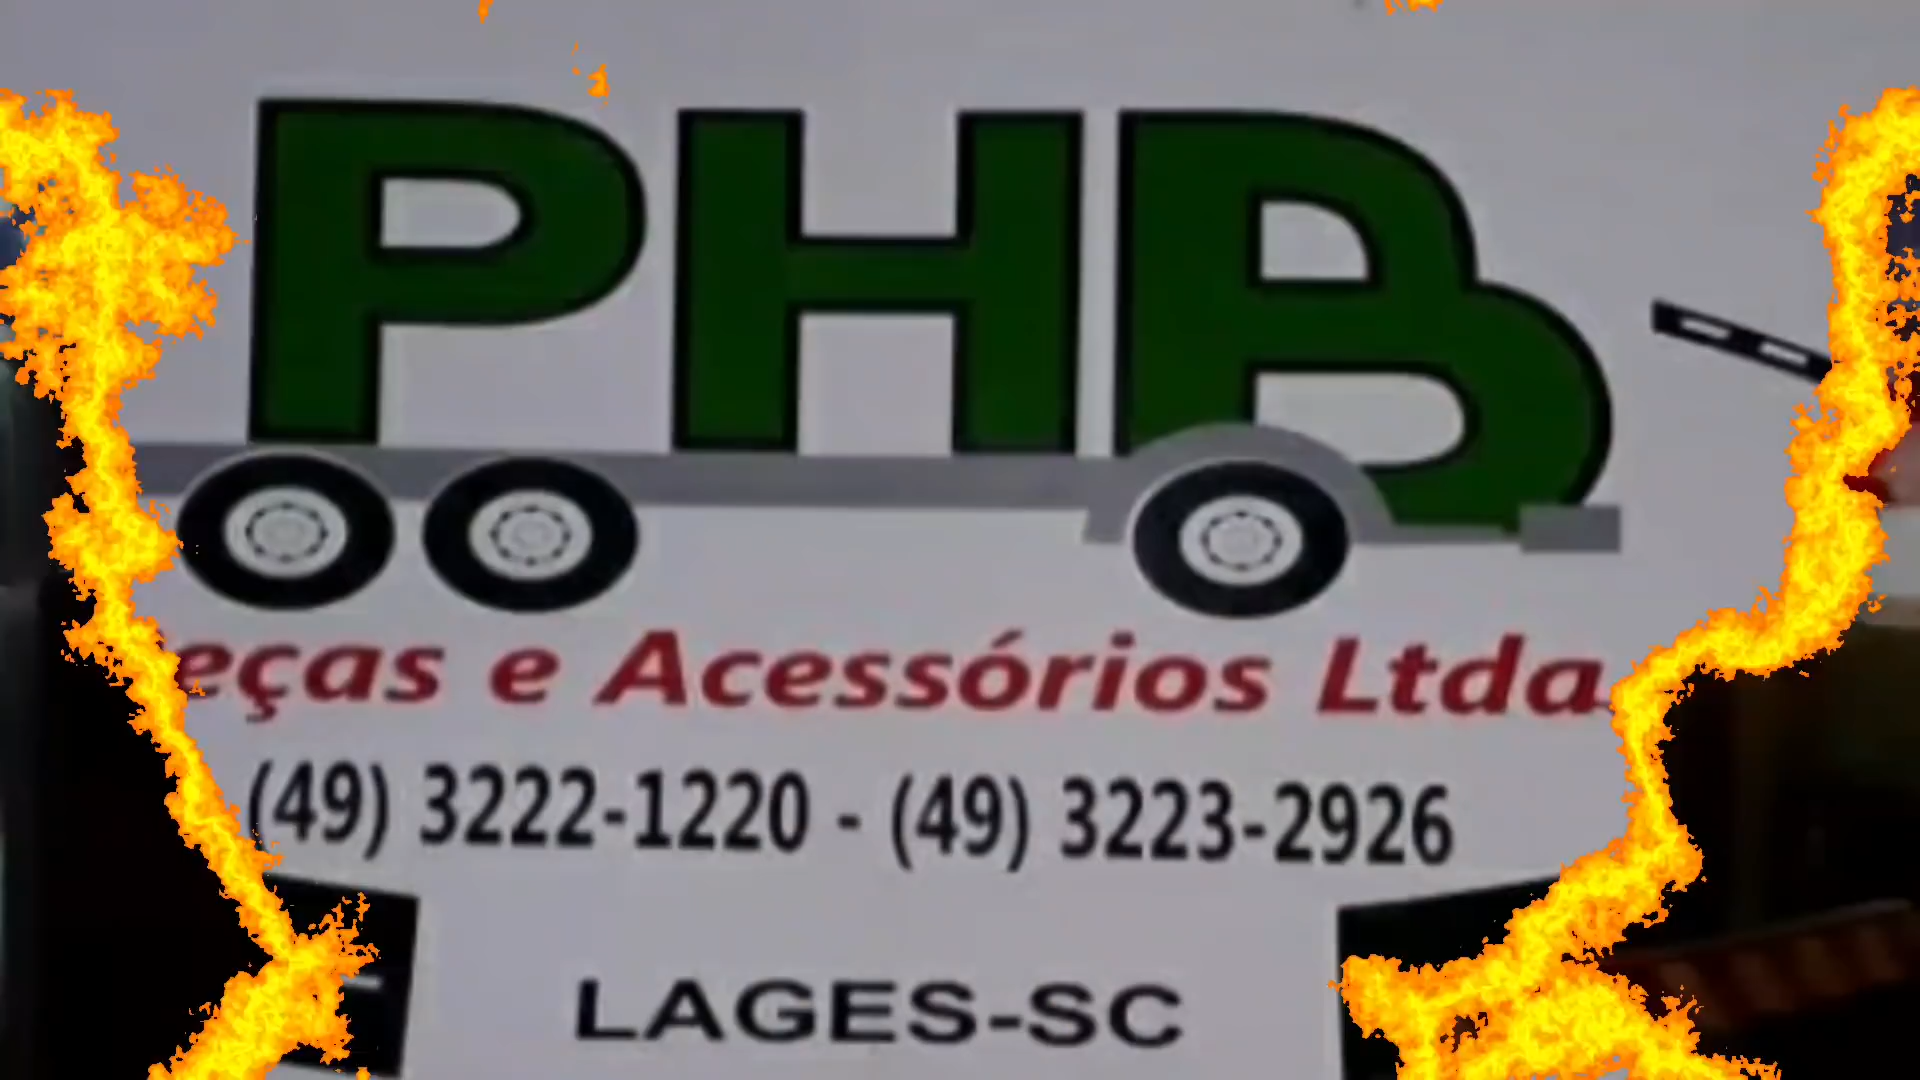 PHB
eças e Acessórios Ltda.
(49) 3222-1220 - (49) 3223-2926
LAGES-SC